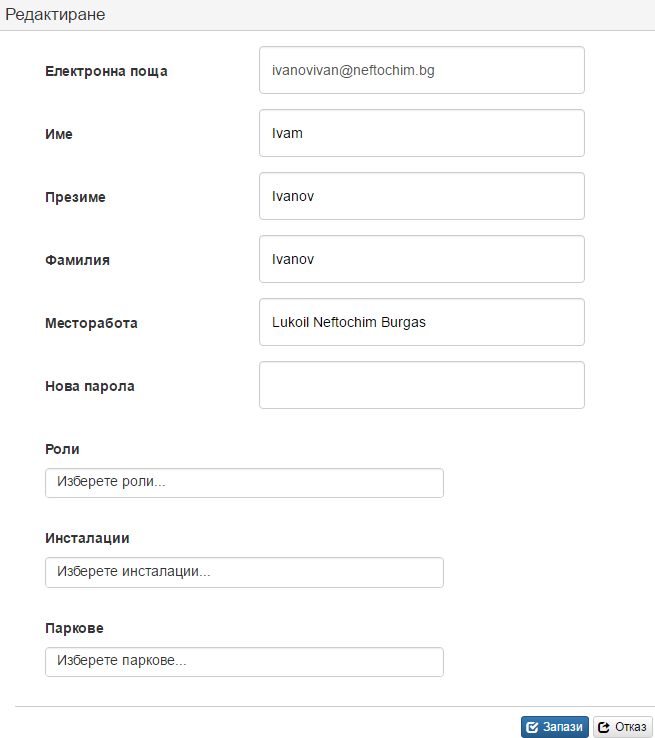 Редактиране
Електронна поща ivanovivan@neftochim.bg
Име Ivam
Презиме Ivanov
Фамилия Ivanov
Месторабота Lukoil Neftochim Burgas
Нова парола
Роли
Изберете роли...
Инсталации
Изберете инсталации...
Паркове
Изберете паркове...
Запази Отказ